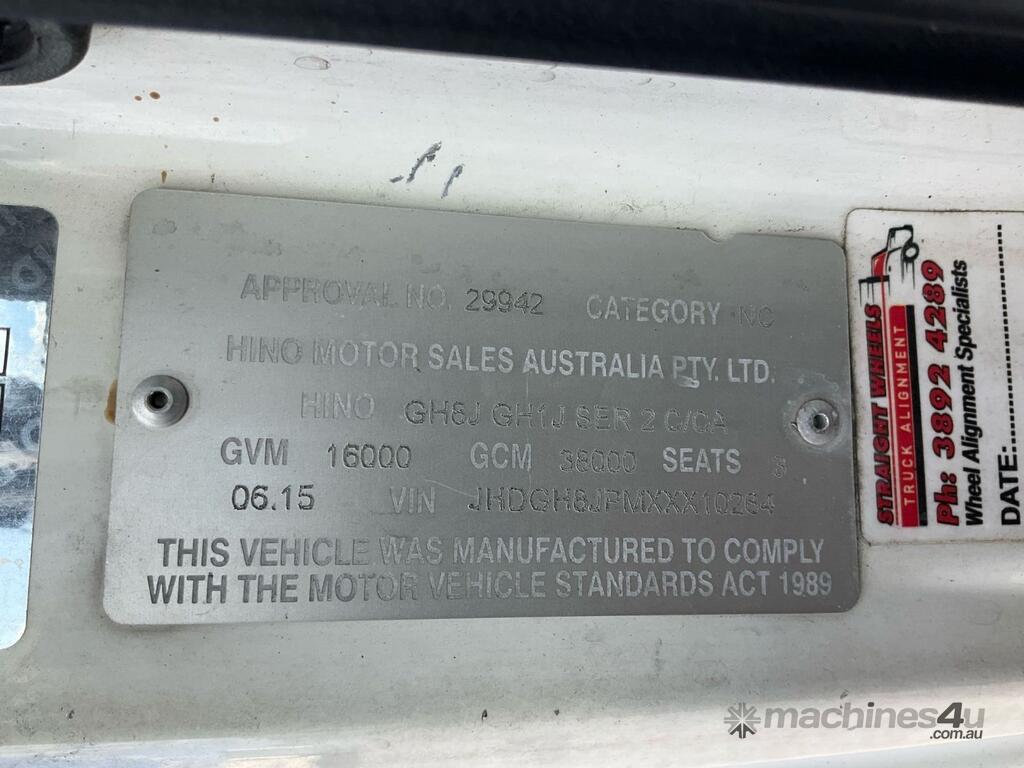 APPROVAL NO. 29942 CATEGORY NC
HINO MOTOR SALES AUSTRALIA PTY. LTD.
HINO GH8J GH1J SER 2 C/CA
GVM 16000 GCM 38000 SEATS 3
06.15 VIN JHDGH8JPMXXX10264
THIS VEHICLE WAS MANUFACTURED TO COMPLY
WITH THE MOTOR VEHICLE STANDARDS ACT 1989
STRAIGHT WHEELS
TRUCK ALIGNMENT
Ph: 3892 4289
Wheel Alignment Specialists
DATE:
machines4u
.com.au